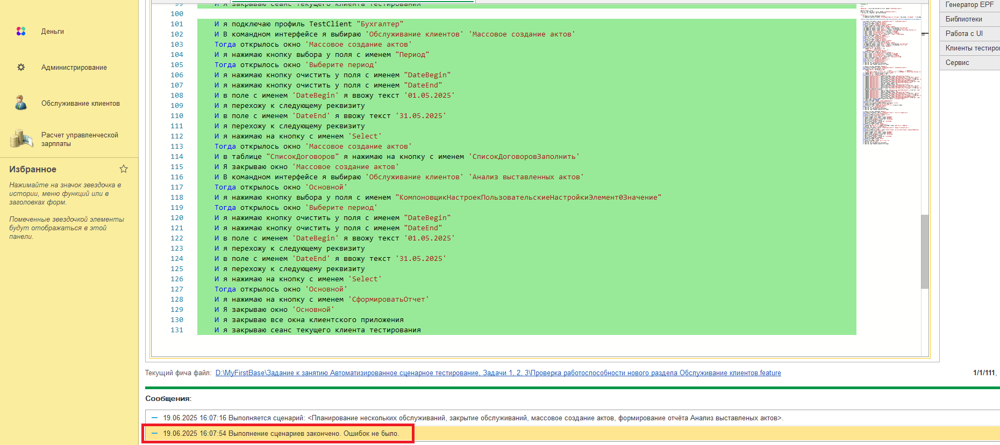 Деньги
Администрирование
Обслуживание клиентов
Расчет управленческой
зарплаты
Избранное
Нажимайте на значок звездочка в
истории, меню функций или в
заголовках форм.
Помеченные звездочкой элементы
будут отображаться в этой
панели.
99 И я закрываю сеанс текущего клиента тестирования
100
101 И я подключаю профиль TestClient "Бухгалтер"
102 И В командном интерфейсе я выбираю 'Обслуживание клиентов' 'Массовое создание актов'
103 Тогда открылось окно 'Массовое создание актов'
104 И я нажимаю кнопку выбора у поля с именем "Период"
105 Тогда открылось окно 'Выберите период'
106 И я нажимаю кнопку очистить у поля с именем "DateBegin"
107 И я нажимаю кнопку очистить у поля с именем "DateEnd"
108 И в поле с именем 'DateBegin' я ввожу текст '01.05.2025'
109 И я перехожу к следующему реквизиту
110 И в поле с именем 'DateEnd' я ввожу текст '31.05.2025'
111 И я перехожу к следующему реквизиту
112 И я нажимаю на кнопку с именем 'Select'
113 Тогда открылось окно 'Массовое создание актов'
114 И в таблице "СписокДоговоров" я нажимаю на кнопку с именем 'СписокДоговоровЗаполнить'
115 И Я закрываю окно 'Массовое создание актов'
116 И В командном интерфейсе я выбираю 'Обслуживание клиентов' 'Анализ выставленных актов'
117 Тогда открылось окно 'Основной'
118 И я нажимаю кнопку выбора у поля с именем "КомпоновщикНастроекПользовательскиеНастройкиЭлемент0Значение"
119 Тогда открылось окно 'Выберите период'
120 И я нажимаю кнопку очистить у поля с именем "DateBegin"
121 И я нажимаю кнопку очистить у поля с именем "DateEnd"
122 И в поле с именем 'DateBegin' я ввожу текст '01.05.2025'
123 И я перехожу к следующему реквизиту
124 И в поле с именем 'DateEnd' я ввожу текст '31.05.2025'
125 И я перехожу к следующему реквизиту
126 И я нажимаю на кнопку с именем 'Select'
127 Тогда открылось окно 'Основной'
128 И я нажимаю на кнопку с именем 'СформироватьОтчет'
129 И Я закрываю окно 'Основной'
130 И я закрываю все окна клиентского приложения
131 И я закрываю сеанс текущего клиента тестирования
Генератор EPF
Библиотеки
Работа с UI
Клиенты тестиро
Сервис
Текущий фича файл: D:\MyFirstBase\Задание к занятию Автоматизированное сценарное тестирование, Задачи 1, 2, 3\Проверка работоспособности нового раздела Обслуживание клиентов.feature
1/1/111,
Сообщения:
19.06.2025 16:07:16 Выполняется сценарий: <Планирование нескольких обслуживаний, закрытие обслуживаний, массовое создание актов, формирование отчёта Анализ выставленых актов>.
19.06.2025 16:07:54 Выполнение сценариев закончено. Ошибок не было.